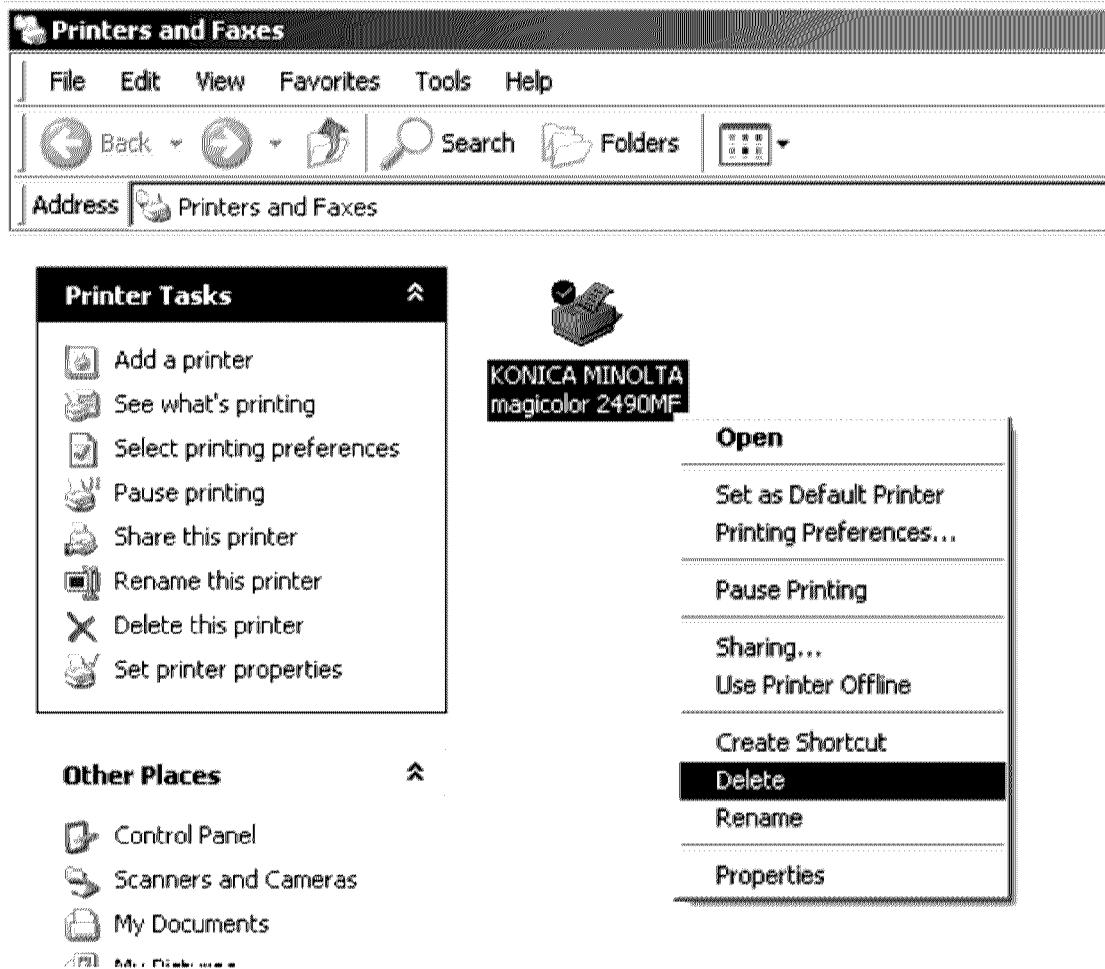 Printers and Faxes
File Edit View Favorites Tools Help
Back Search Folders
Address Printers and Faxes
Printer Tasks
Add a printer
See what's printing
Select printing preferences
Pause printing
Share this printer
Rename this printer
Delete this printer
Set printer properties
Other Places
Control Panel
Scanners and Cameras
My Documents
My Pictures
KONICA MINOLTA
magicolor 2490MF
Open
Set as Default Printer
Printing Preferences...
Pause Printing
Sharing...
Use Printer Offline
Create Shortcut
Delete
Rename
Properties